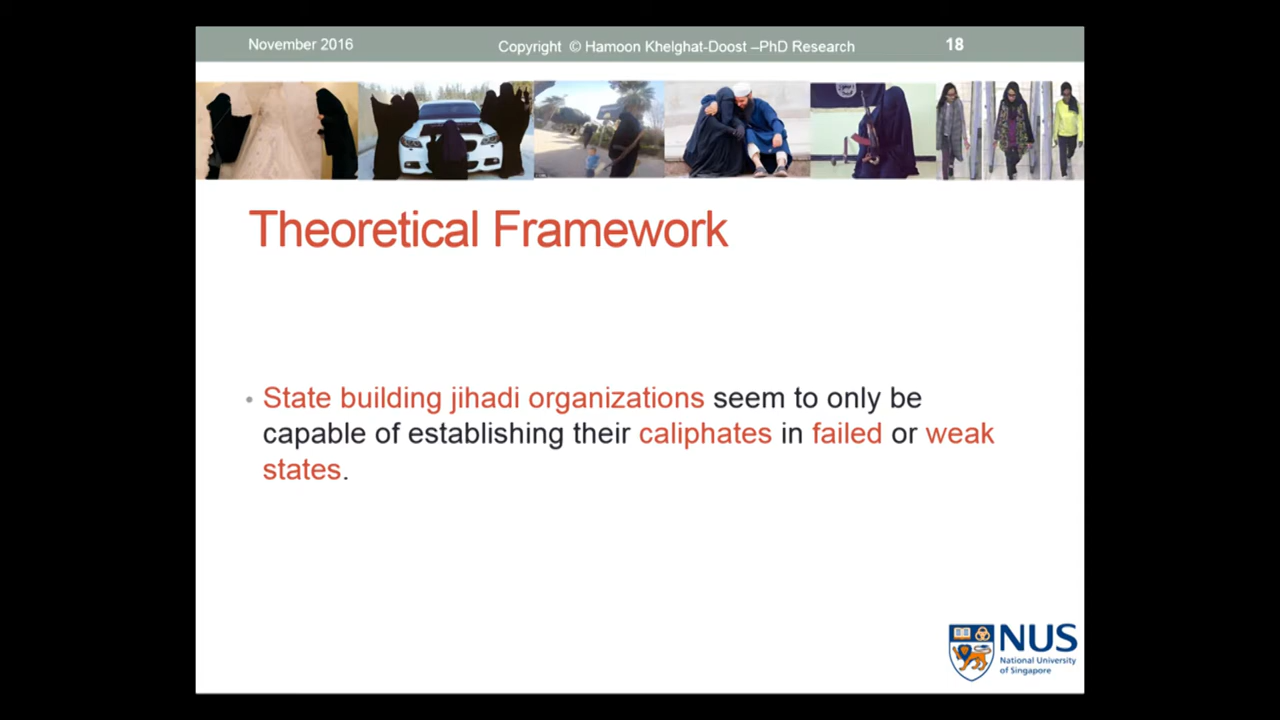 November 2016
Copyright © Hamoon Khelghat-Doost –PhD Research
18
Theoretical Framework
• State building jihadi organizations seem to only be
capable of establishing their caliphates in failed or weak
states.
NUS
National University
of Singapore